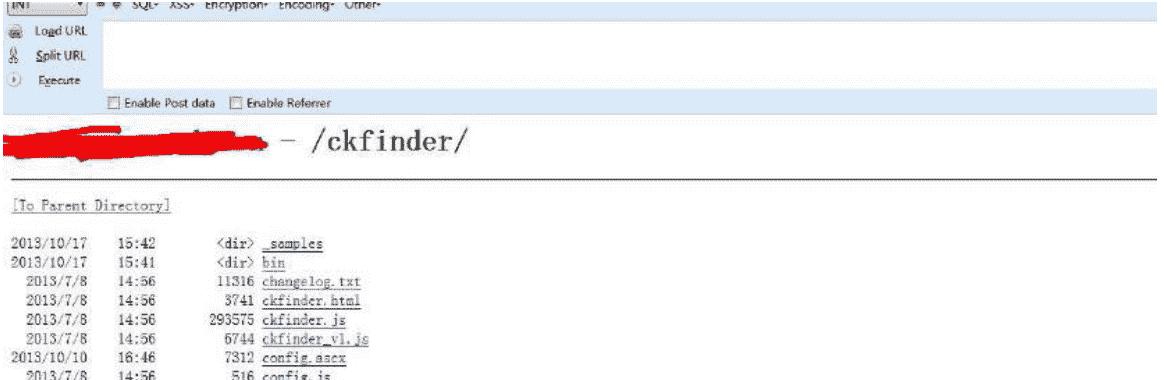 INT SQL- XSS- Encryption- Encoding- Other-
Load URL
Split URL
Execute
Enable Post data Enable Referrer
- /ckfinder/
[To Parent Directory]
2013/10/17 15:42 <dir> _samples
2013/10/17 15:41 <dir> bin
2013/7/8 14:56 11316 changelog.txt
2013/7/8 14:56 3741 ckfinder.html
2013/7/8 14:56 293575 ckfinder.js
2013/7/8 14:56 6744 ckfinder_v1.js
2013/10/10 16:46 7312 config.ascx
2013/7/8 14:56 516 config.js